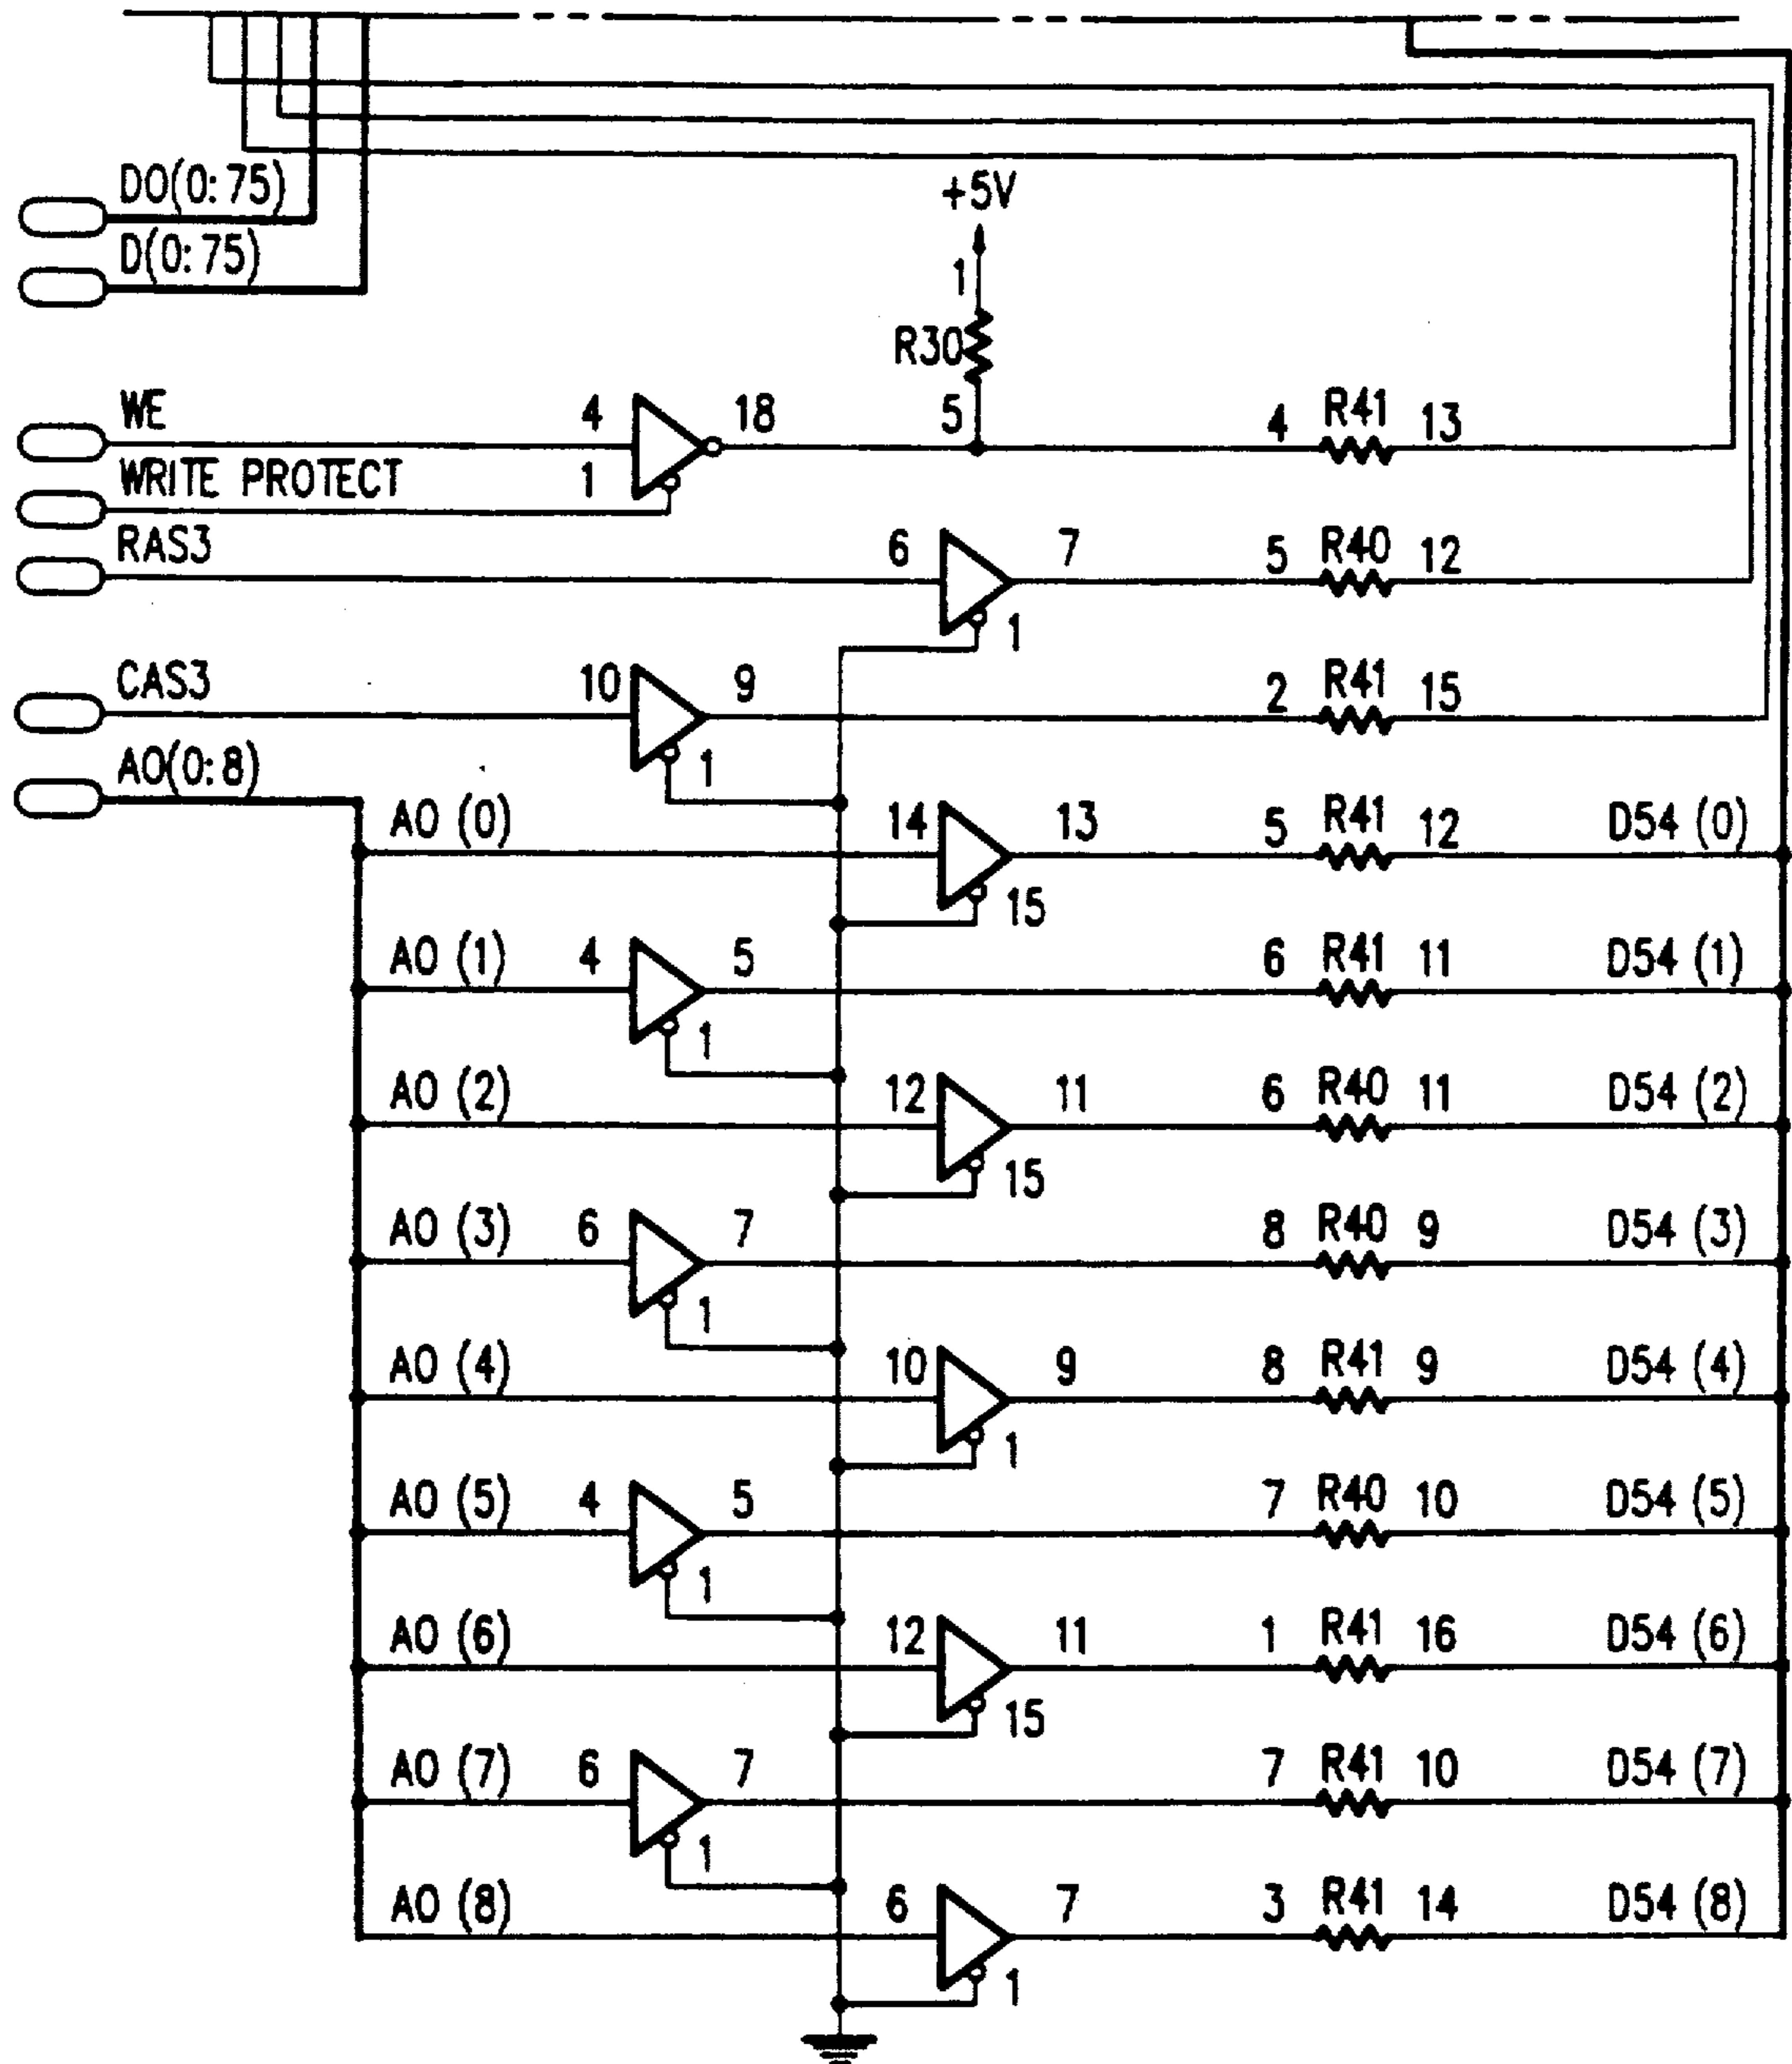 DO(0:75)
D(0:75)
+5V
1
R30
WE 4 18 5 4 R41 13
WRITE PROTECT 1
RAS3 6 7 5 R40 12
1
CAS3 10 9 2 R41 15
1
AO(0:8)
AO (0) 14 13 5 R41 12 D54 (0)
15
AO (1) 4 5 6 R41 11 D54 (1)
1
AO (2) 12 11 6 R40 11 D54 (2)
15
AO (3) 6 7 8 R40 9 D54 (3)
1
AO (4) 10 9 8 R41 9 D54 (4)
1
AO (5) 4 5 7 R40 10 D54 (5)
1
AO (6) 12 11 1 R41 16 D54 (6)
15
AO (7) 6 7 7 R41 10 D54 (7)
1
AO (8) 6 7 3 R41 14 D54 (8)
1